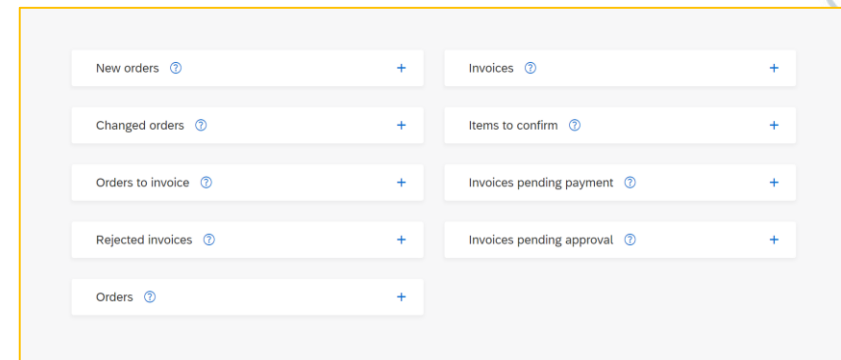 New orders ? +
Changed orders ? +
Orders to invoice ? +
Rejected invoices ? +
Orders ? +
Invoices ? +
Items to confirm ? +
Invoices pending payment ? +
Invoices pending approval ? +